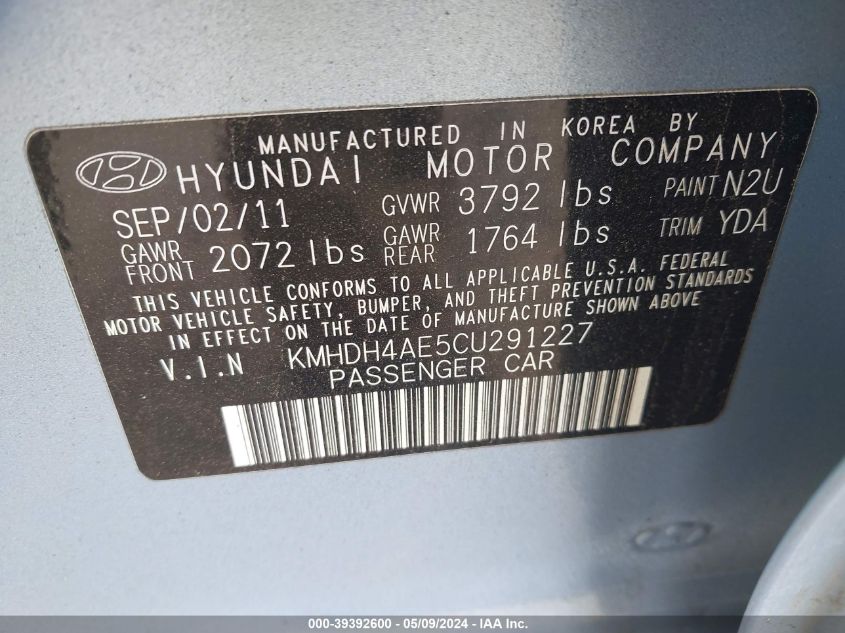 MANUFACTURED IN KOREA BY
HYUNDAI MOTOR COMPANY
SEP/02/11 GVWR 3792 lbs PAINT N2U
GAWR FRONT 2072 lbs GAWR REAR 1764 lbs TRIM YDA
THIS VEHICLE CONFORMS TO ALL APPLICABLE U.S.A. FEDERAL
MOTOR VEHICLE SAFETY, BUMPER, AND THEFT PREVENTION STANDARDS
IN EFFECT ON THE DATE OF MANUFACTURE SHOWN ABOVE
V.I.N KMHDH4AE5CU291227
PASSENGER CAR
000-39392600 - 05/09/2024 - IAA Inc.